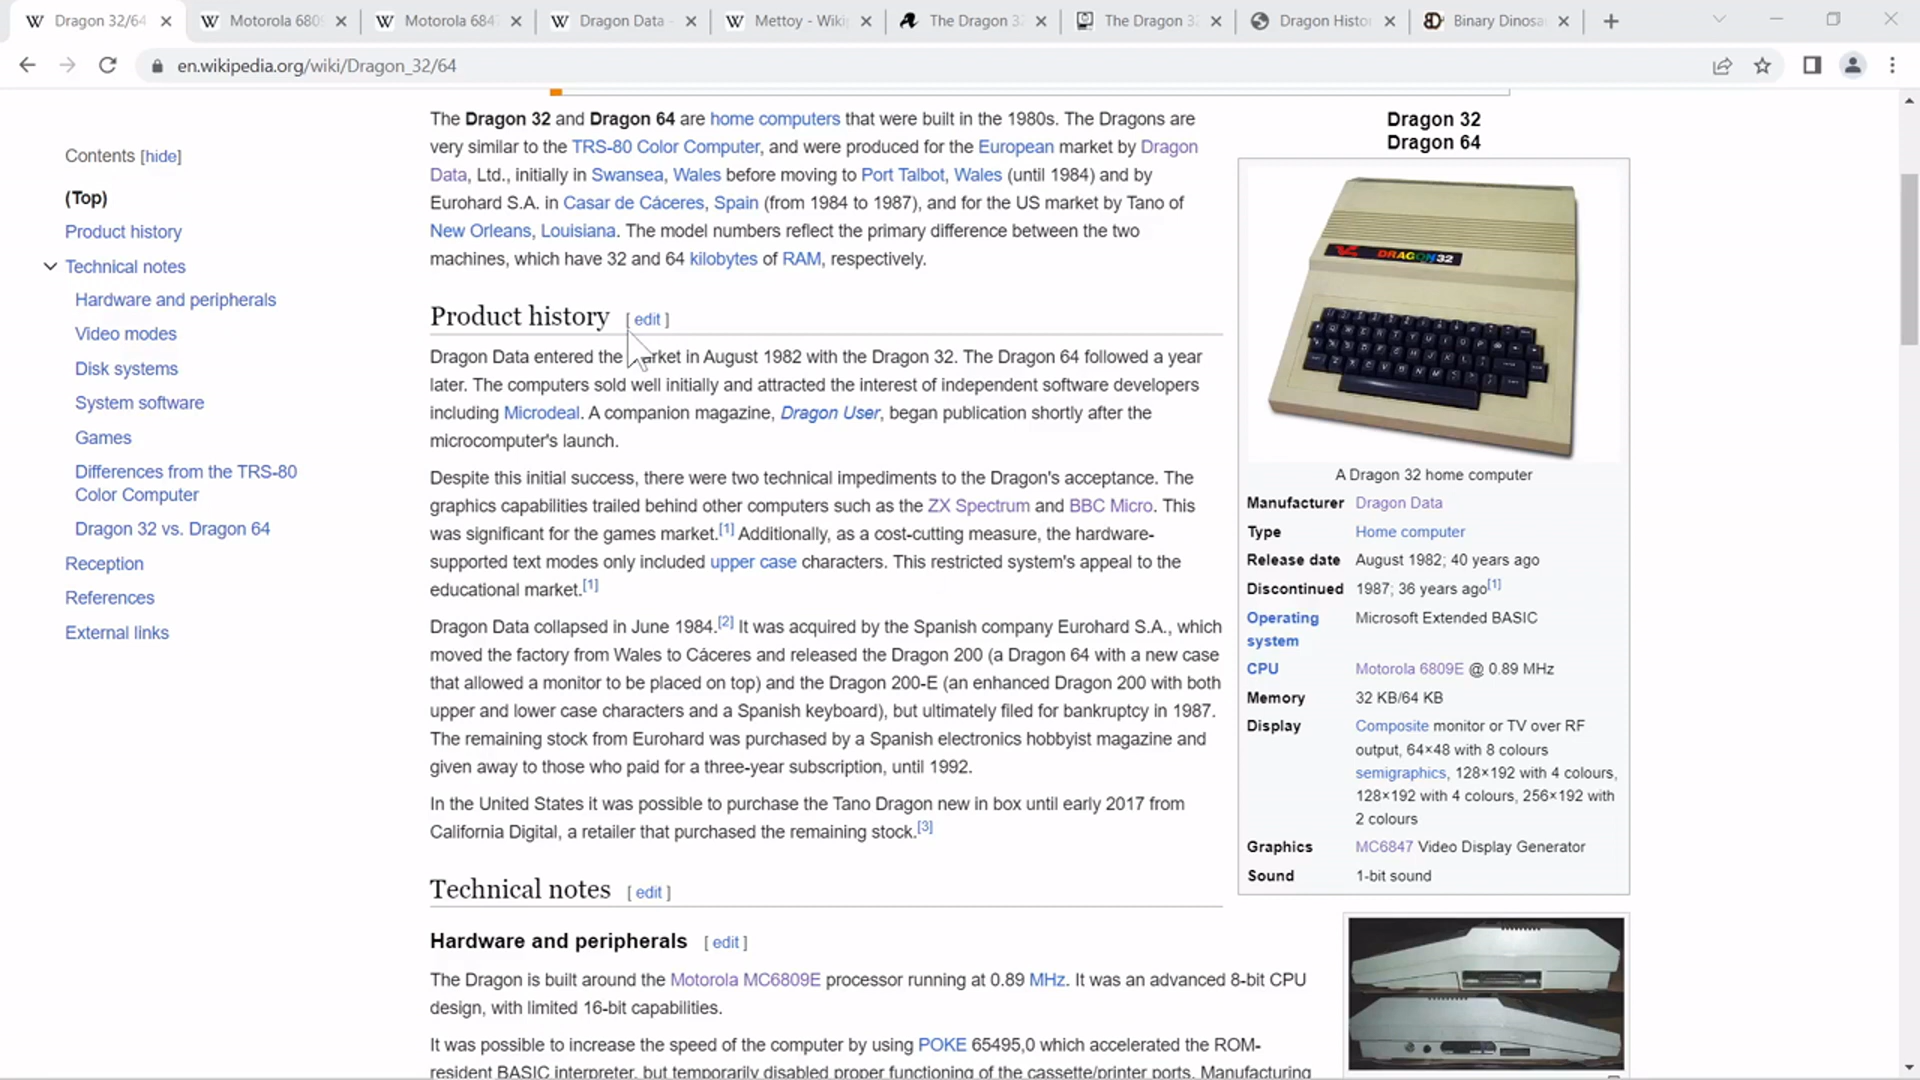 Dragon 32/64
Motorola 680
Motorola 684
Dragon Data -
Mettoy - Wiki
The Dragon 3
The Dragon 3
Dragon Histo
Binary Dinosa
en.wikipedia.org/wiki/Dragon_32/64
Contents [hide]
(Top)
Product history
Technical notes
Hardware and peripherals
Video modes
Disk systems
System software
Games
Differences from the TRS-80
Color Computer
Dragon 32 vs. Dragon 64
Reception
References
External links
The Dragon 32 and Dragon 64 are home computers that were built in the 1980s. The Dragons are
very similar to the TRS-80 Color Computer, and were produced for the European market by Dragon
Data, Ltd., initially in Swansea, Wales before moving to Port Talbot, Wales (until 1984) and by
Eurohard S.A. in Casar de Cáceres, Spain (from 1984 to 1987), and for the US market by Tano of
New Orleans, Louisiana. The model numbers reflect the primary difference between the two
machines, which have 32 and 64 kilobytes of RAM, respectively.
Product history [ edit ]
Dragon Data entered the market in August 1982 with the Dragon 32. The Dragon 64 followed a year
later. The computers sold well initially and attracted the interest of independent software developers
including Microdeal. A companion magazine, Dragon User, began publication shortly after the
microcomputer's launch.
Despite this initial success, there were two technical impediments to the Dragon's acceptance. The
graphics capabilities trailed behind other computers such as the ZX Spectrum and BBC Micro. This
was significant for the games market.[1] Additionally, as a cost-cutting measure, the hardware-
supported text modes only included upper case characters. This restricted system's appeal to the
educational market.[1]
Dragon Data collapsed in June 1984.[2] It was acquired by the Spanish company Eurohard S.A., which
moved the factory from Wales to Cáceres and released the Dragon 200 (a Dragon 64 with a new case
that allowed a monitor to be placed on top) and the Dragon 200-E (an enhanced Dragon 200 with both
upper and lower case characters and a Spanish keyboard), but ultimately filed for bankruptcy in 1987.
The remaining stock from Eurohard was purchased by a Spanish electronics hobbyist magazine and
given away to those who paid for a three-year subscription, until 1992.
In the United States it was possible to purchase the Tano Dragon new in box until early 2017 from
California Digital, a retailer that purchased the remaining stock.[3]
Technical notes [ edit ]
Hardware and peripherals [ edit ]
The Dragon is built around the Motorola MC6809E processor running at 0.89 MHz. It was an advanced 8-bit CPU
design, with limited 16-bit capabilities.
It was possible to increase the speed of the computer by using POKE 65495,0 which accelerated the ROM-
resident BASIC interpreter, but temporarily disabled proper functioning of the cassette/printer ports. Manufacturing
Dragon 32
Dragon 64
DRAGON 32
A Dragon 32 home computer
Manufacturer Dragon Data
Type Home computer
Release date August 1982; 40 years ago
Discontinued 1987; 36 years ago[1]
Operating system Microsoft Extended BASIC
CPU Motorola 6809E @ 0.89 MHz
Memory 32 KB/64 KB
Display Composite monitor or TV over RF
output, 64×48 with 8 colours
semigraphics, 128×192 with 4 colours,
128×192 with 4 colours, 256×192 with
2 colours
Graphics MC6847 Video Display Generator
Sound 1-bit sound